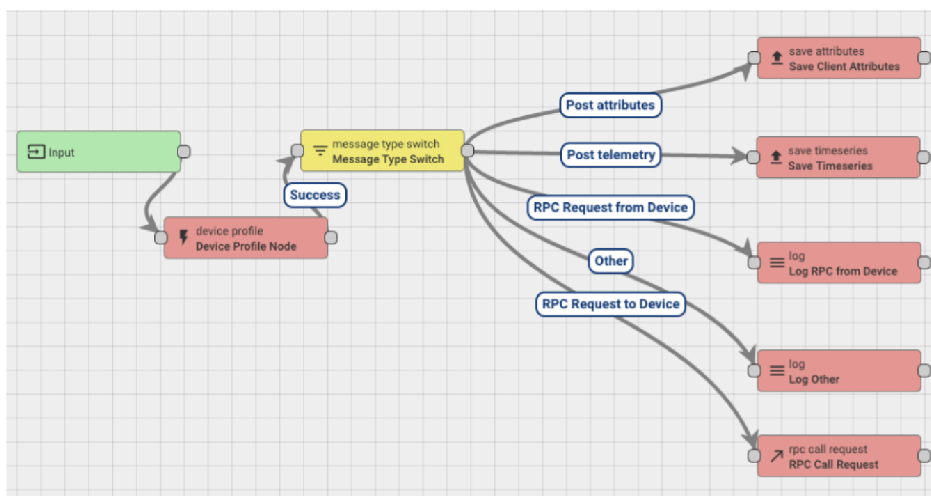 save attributes
Save Client Attributes
Post attributes
Input
message type switch
Message Type Switch
Post telemetry
save timeseries
Save Timeseries
Success
RPC Request from Device
device profile
Device Profile Node
log
Log RPC from Device
Other
RPC Request to Device
log
Log Other
rpc call request
RPC Call Request